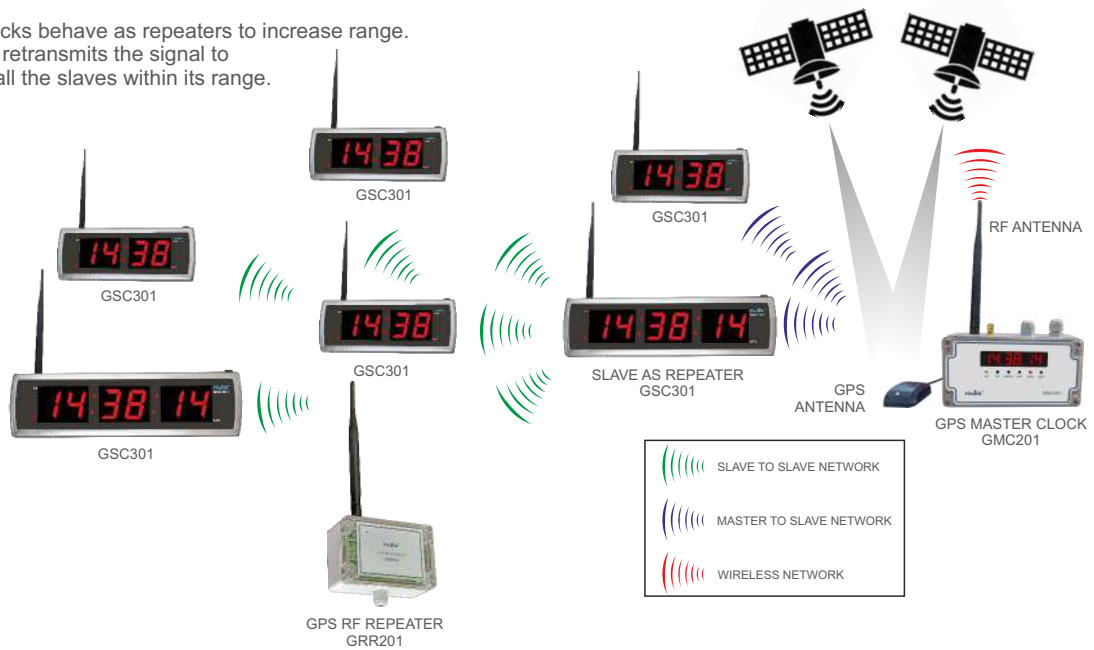 cks behave as repeaters to increase range.
retransmits the signal to
all the slaves within its range.
14 38
GSC301
14 38
GSC301
14 38
GSC301
RF ANTENNA
14 38
GSC301
14:38:14
SLAVE AS REPEATER
GSC301
14 38 14
GPS
ANTENNA
GPS MASTER CLOCK
GMC201
14:38:14
GSC301
SLAVE TO SLAVE NETWORK
MASTER TO SLAVE NETWORK
WIRELESS NETWORK
GPS RF REPEATER
GRR201